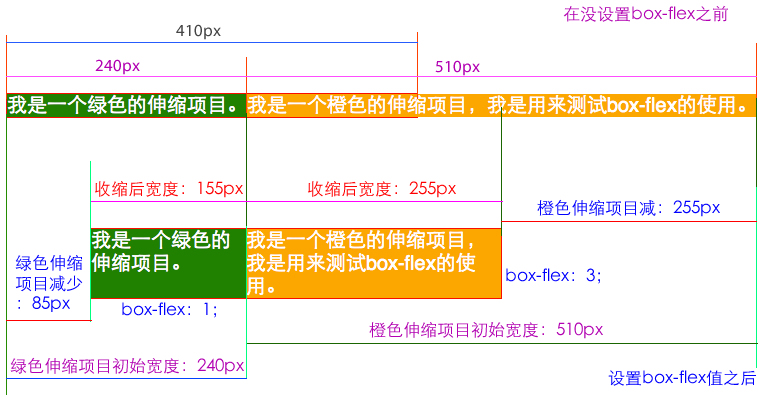 在没设置box-flex之前
410px
240px
510px
我是一个绿色的伸缩项目。
我是一个橙色的伸缩项目，我是用来测试box-flex的使用。
收缩后宽度：155px
收缩后宽度：255px
橙色伸缩项目减：255px
我是一个绿色的
伸缩项目。
我是一个橙色的伸缩项目，
我是用来测试box-flex的使
用。
绿色伸缩
项目减少
：85px
box-flex：3；
box-flex：1；
橙色伸缩项目初始宽度：510px
绿色伸缩项目初始宽度：240px
设置box-flex值之后